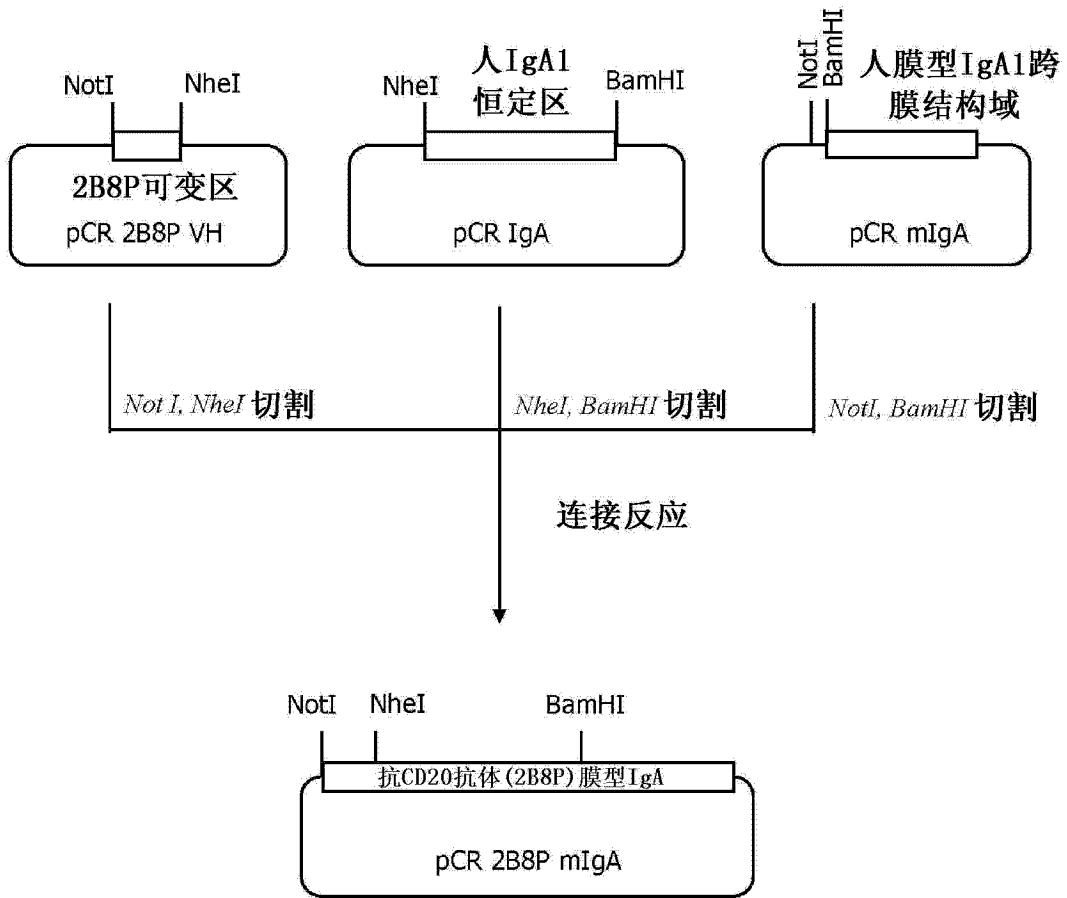 NotI
NheI
2B8P可变区
pCR 2B8P VH
NheI
人IgA1
恒定区
BamHI
pCR IgA
NotI
BamHI
人膜型IgA1跨
膜结构域
pCR mIgA
Not I, NheI 切割
NheI, BamHI 切割
NotI, BamHI 切割
连接反应
NotI
NheI
BamHI
抗CD20抗体(2B8P)膜型IgA
pCR 2B8P mIgA